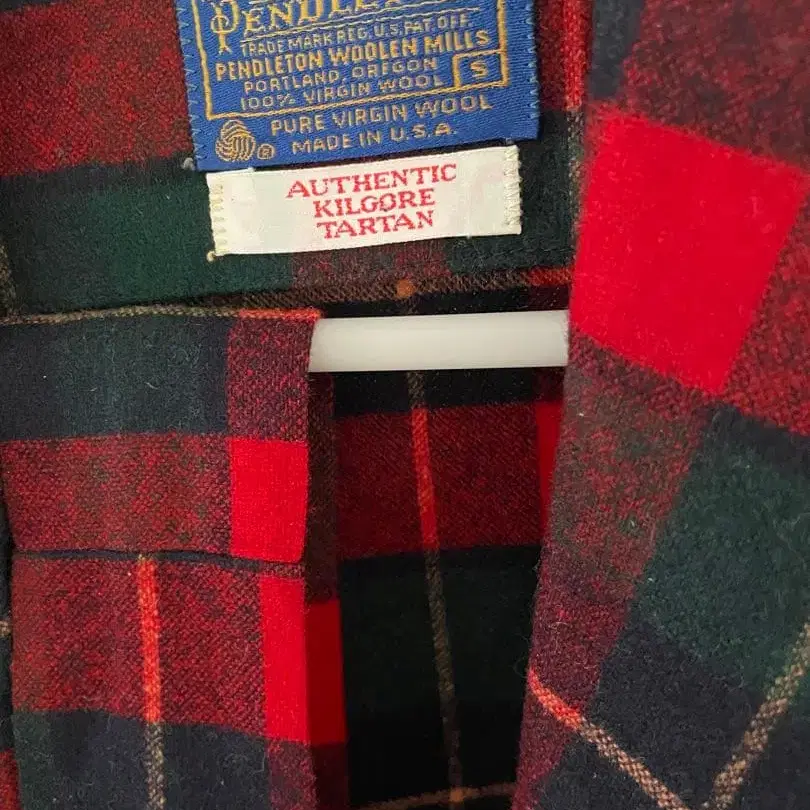 PENDLETON
TRADE MARK REG. U.S. PAT. OFF.
PENDLETON WOOLEN MILLS
PORTLAND, OREGON
100% VIRGIN WOOL
S
PURE VIRGIN WOOL
® MADE IN U.S.A.
AUTHENTIC
KILGORE
TARTAN